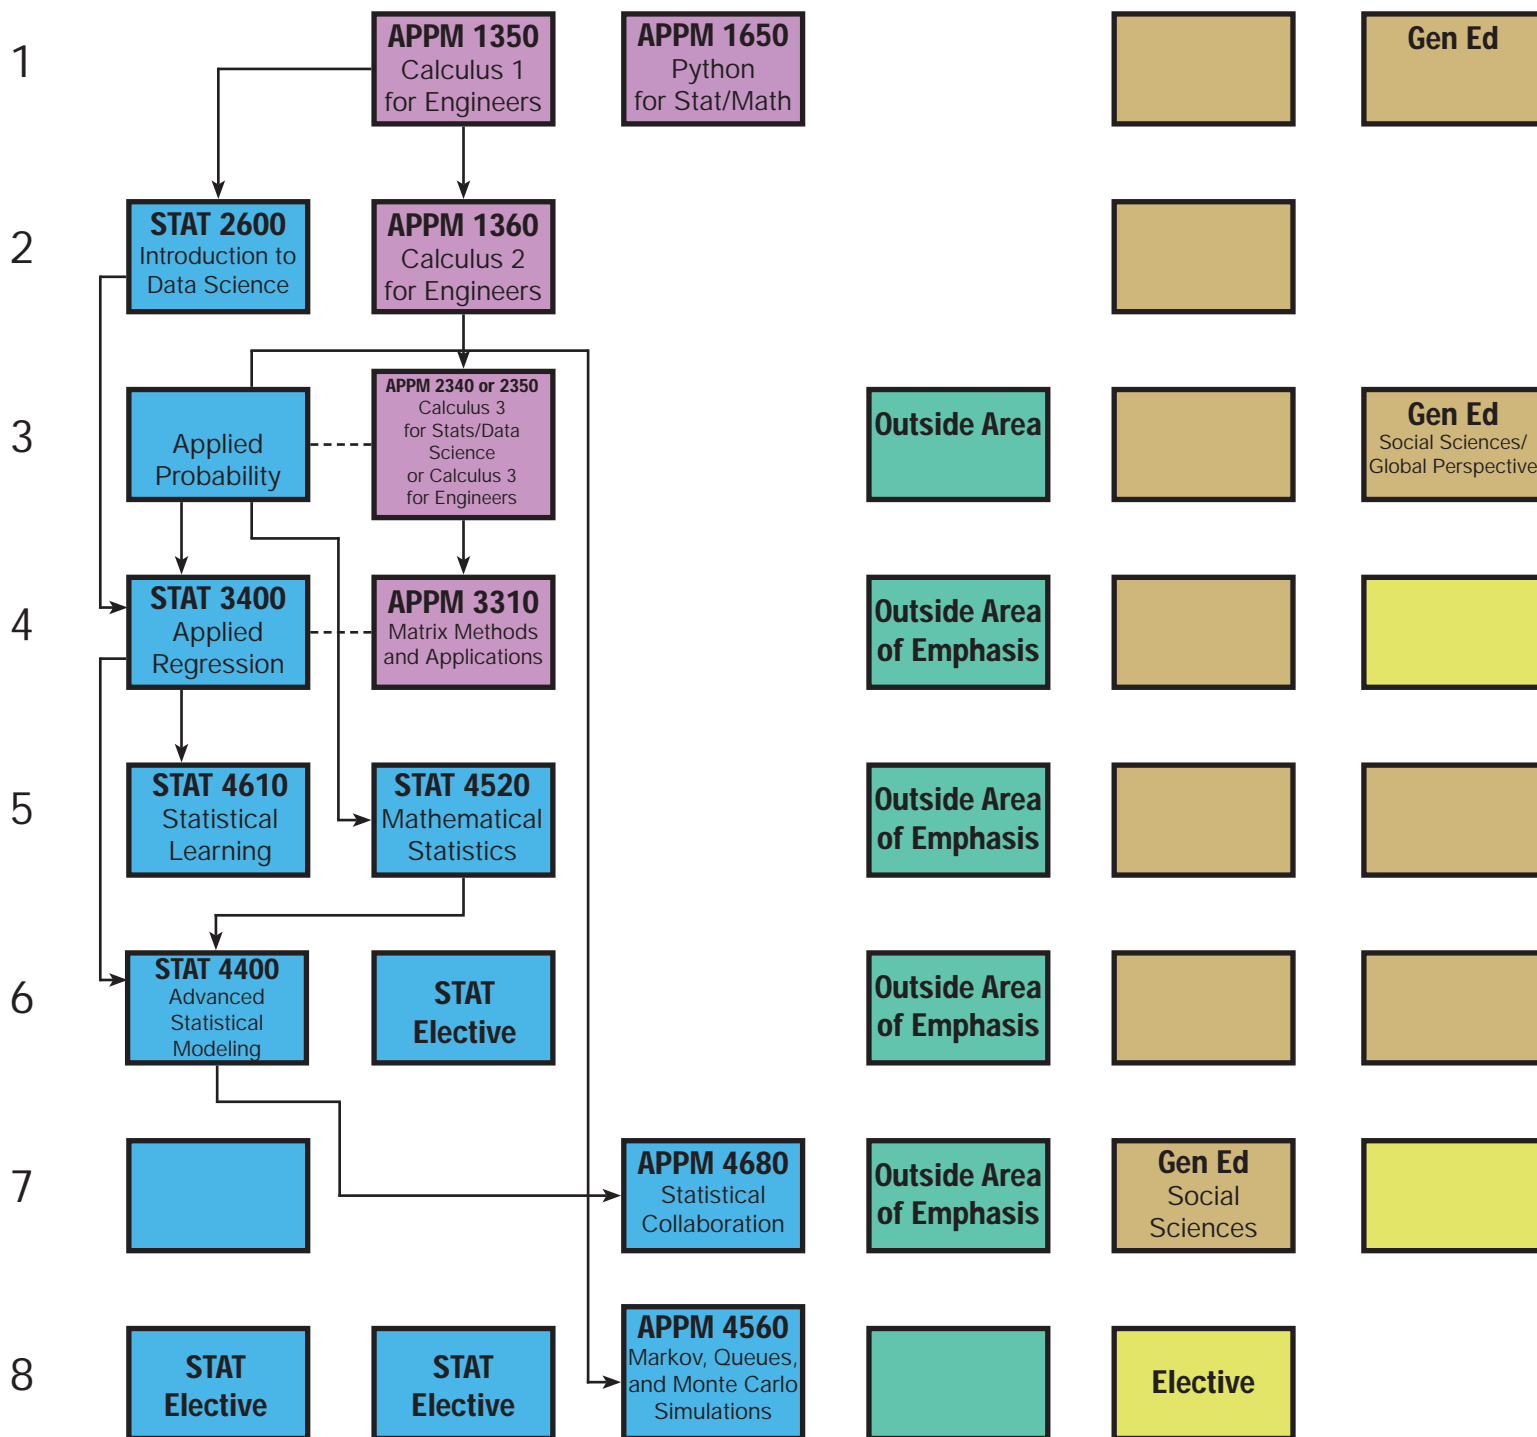 1
APPM 1350
Calculus 1
for Engineers
APPM 1650
Python
for Stat/Math
Gen Ed
2
STAT 2600
Introduction to
Data Science
APPM 1360
Calculus 2
for Engineers
3
Applied
Probability
APPM 2340 or 2350
Calculus 3
for Stats/Data
Science
or Calculus 3
for Engineers
Outside Area
Gen Ed
Social Sciences/
Global Perspective
4
STAT 3400
Applied
Regression
APPM 3310
Matrix Methods
and Applications
Outside Area
of Emphasis
5
STAT 4610
Statistical
Learning
STAT 4520
Mathematical
Statistics
Outside Area
of Emphasis
6
STAT 4400
Advanced
Statistical
Modeling
STAT
Elective
Outside Area
of Emphasis
7
APPM 4680
Statistical
Collaboration
Outside Area
of Emphasis
Gen Ed
Social
Sciences
8
STAT
Elective
STAT
Elective
APPM 4560
Markov, Queues,
and Monte Carlo
Simulations
Elective